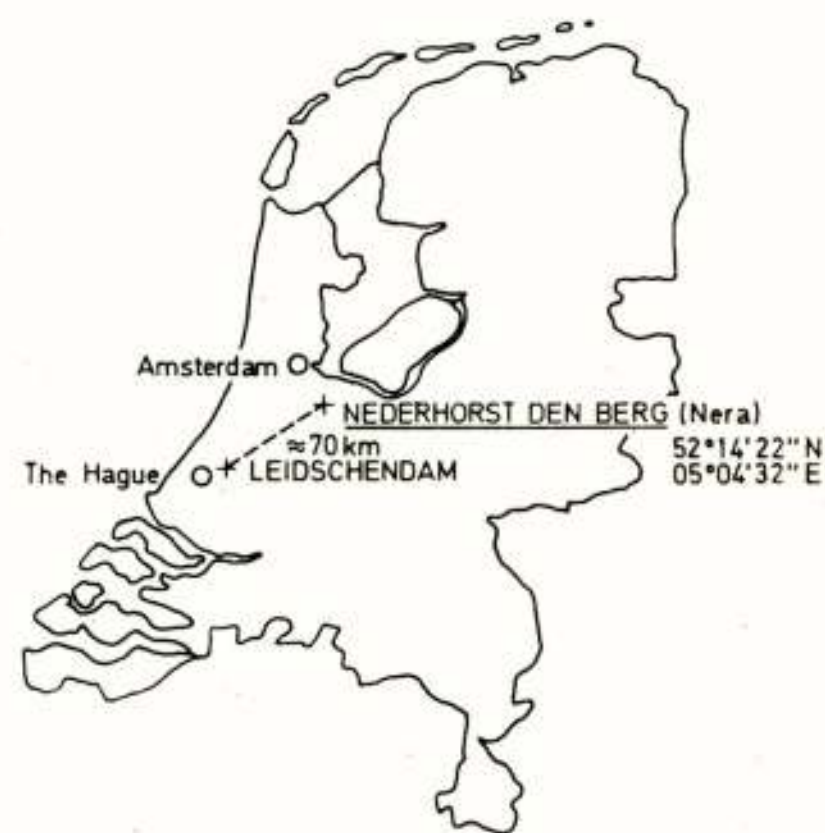 Amsterdam
NEDERHORST DEN BERG (Nera)
≈70km
52°14'22"N
The Hague
LEIDSCHENDAM
05°04'32"E